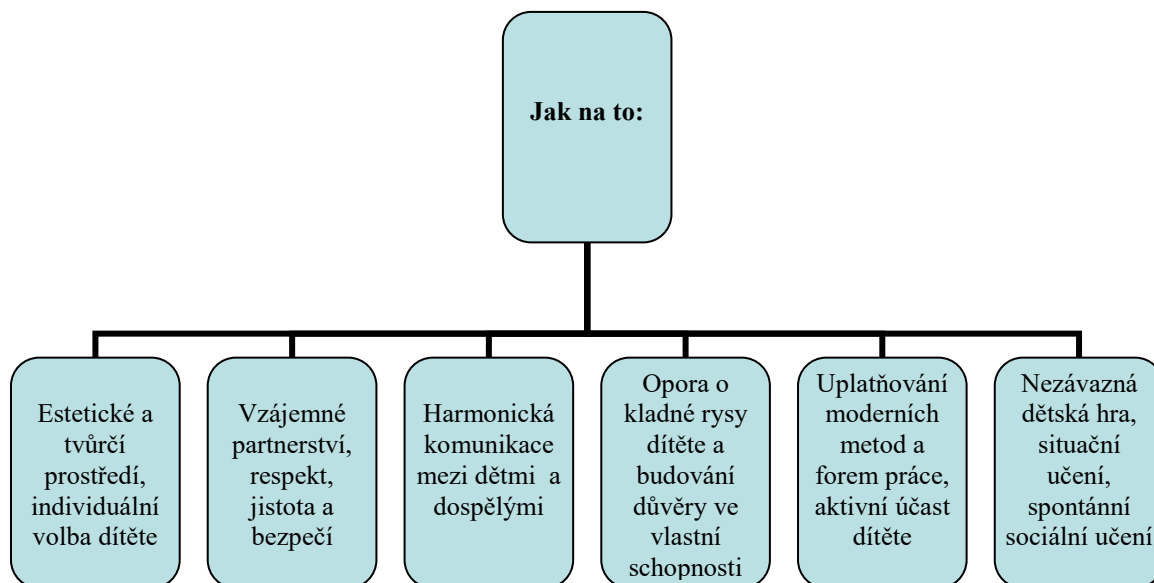 Jak na to:
Estetické a
tvůrčí
prostředí,
individuální
volba dítěte
Vzájemné
partnerství,
respekt,
jistota a
bezpečí
Harmonická
komunikace
mezi dětmi  a
dospělými
Opora o
kladné rysy
dítěte a
budování
důvěry ve
vlastní
schopnosti
Uplatňování
moderních
metod a
forem práce,
aktivní účast
dítěte
Nezávazná
dětská hra,
situační
učení,
spontánní
sociální učení